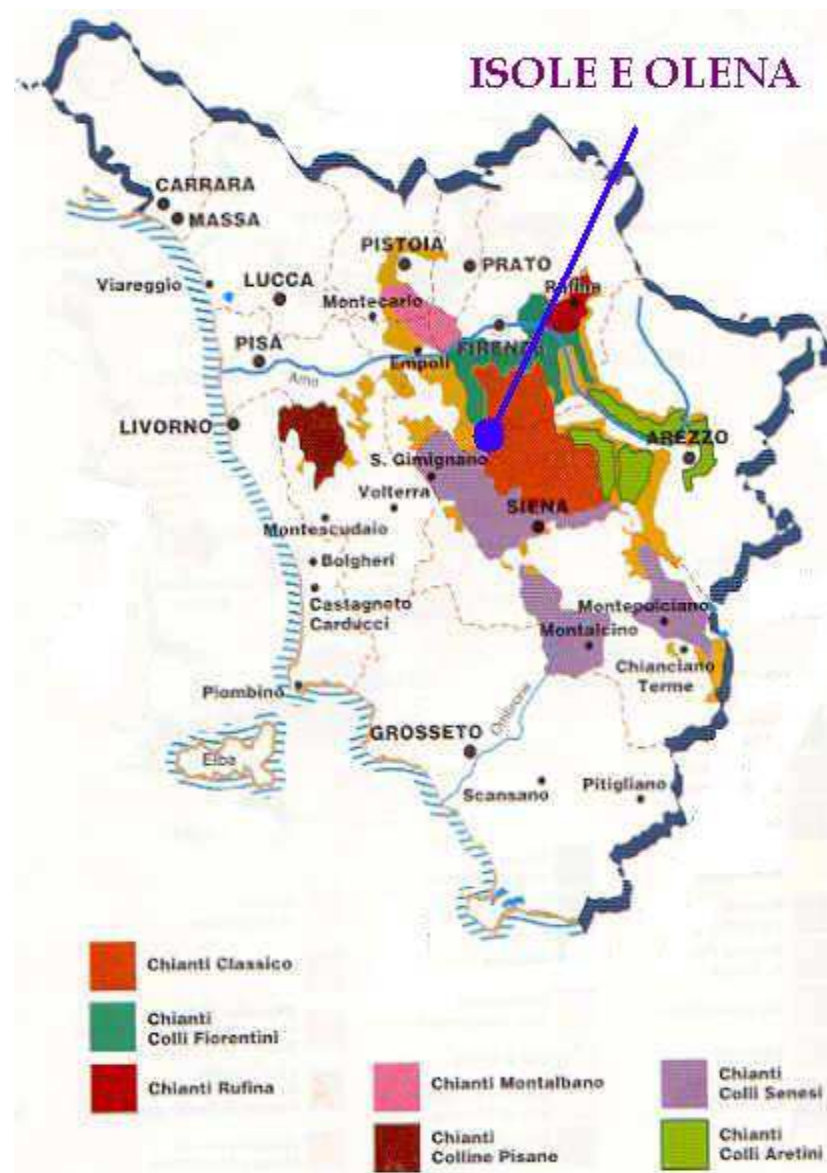 ISOLE E OLENA
CARRARA
MASSA
PISTOIA
PRATO
Viareggio
LUCCA
Rufina
Montecarlo
PISA
FIRENZE
Empoli
Arno
LIVORNO
AREZZO
S. Gimignano
Volterra
SIENA
Montescudaio
Bolgheri
Castagneto
Carducci
Montepolciano
Montalcino
Chianciano
Terme
Piombino
Ombrone
GROSSETO
Elba
Scansano
Pitigliano
Chianti Classico
Chianti
Colli Fiorentini
Chianti Rufina
Chianti Montalbano
Chianti
Colline Pisane
Chianti
Colli Senesi
Chianti
Colli Aretini